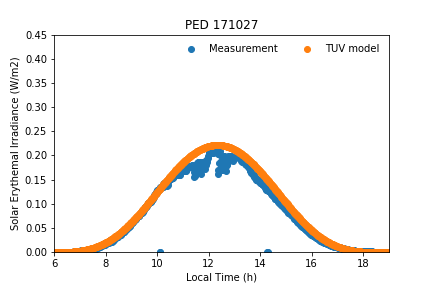 PED 171027
Solar Erythemal Irradiance (W/m2)
0.45
0.40
0.35
0.30
0.25
0.20
0.15
0.10
0.05
0.00
Measurement TUV model
6 8 10 12 14 16 18
Local Time (h)